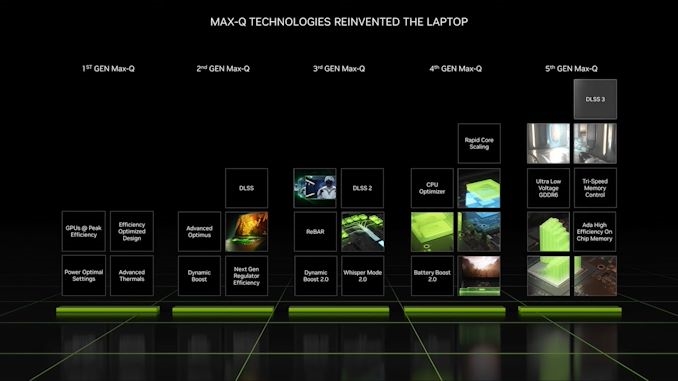 MAX-Q TECHNOLOGIES REINVENTED THE LAPTOP
1ST GEN Max-Q
GPUs @ Peak
Efficiency
Efficiency
Optimized
Design
Power Optimal
Settings
Advanced
Thermals
2nd GEN Max-Q
DLSS
Advanced
Optimus
Dynamic
Boost
Next Gen
Regulator
Efficiency
3rd GEN Max-Q
DLSS 2
ReBAR
Dynamic
Boost 2.0
Whisper Mode
2.0
4th GEN Max-Q
Rapid Core
Scaling
CPU
Optimizer
Battery Boost
2.0
5th GEN Max-Q
DLSS 3
Ultra Low
Voltage
GDDR6
Tri-Speed
Memory
Control
Ada High
Efficiency On
Chip Memory